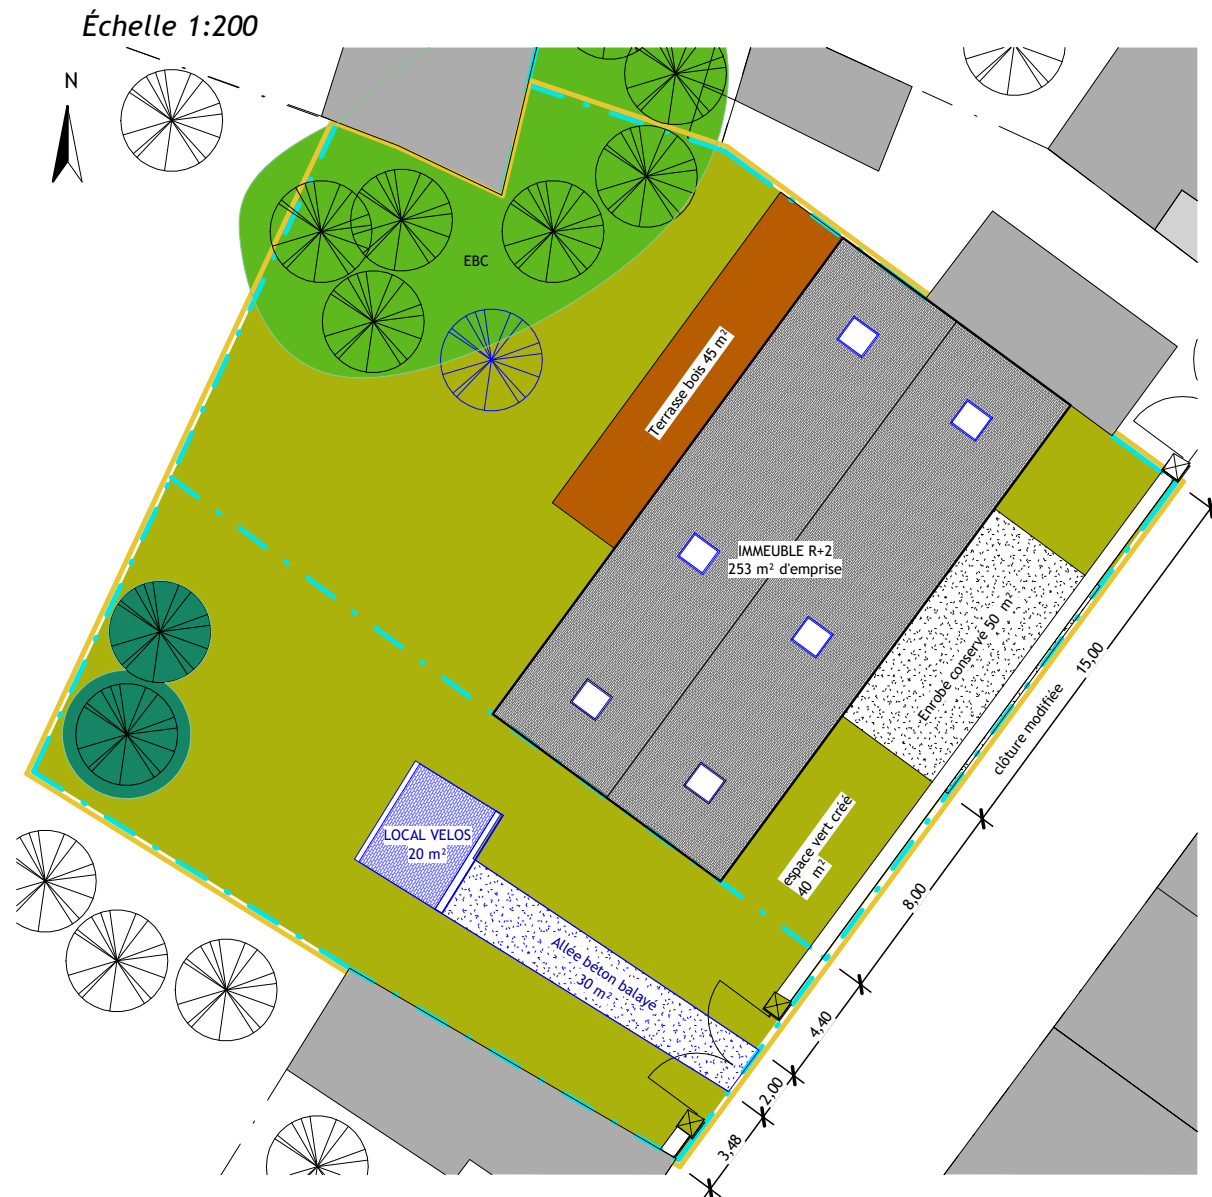 Échelle 1:200
N
EBC
Terrasse bois 45 m²
IMMEUBLE R+2
253 m² d'emprise
Enrobé conservé 50 m²
15,00
clôture modifiée
espace vert créé
40 m²
LOCAL VELOS
20 m²
8,00
Allée béton balayé
30 m²
4,40
2,00
3,48